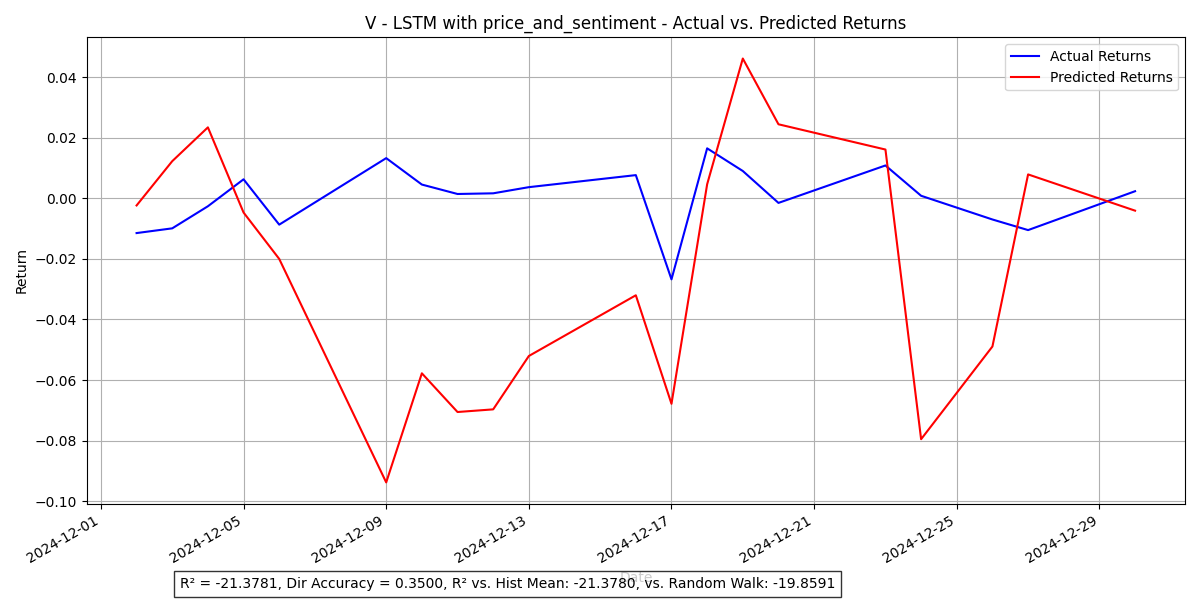 V - LSTM with price_and_sentiment - Actual vs. Predicted Returns
Actual Returns
Predicted Returns
Return
0.04
0.02
0.00
−0.02
−0.04
−0.06
−0.08
−0.10
2024-12-01
2024-12-05
2024-12-09
2024-12-13
2024-12-17
2024-12-21
2024-12-25
2024-12-29
Date
R² = -21.3781, Dir Accuracy = 0.3500, R² vs. Hist Mean: -21.3780, vs. Random Walk: -19.8591